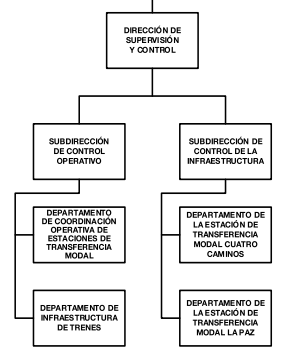 DIRECCIÓN DE
SUPERVISIÓN
Y CONTROL
SUBDIRECCIÓN
DE CONTROL
OPERATIVO
SUBDIRECCIÓN DE
CONTROL DE LA
INFRAESTRUCTURA
DEPARTAMENTO
DE COORDINACIÓN
OPERATIVA DE
ESTACIONES DE
TRANSFERENCIA
MODAL
DEPARTAMENTO DE
LA ESTACIÓN DE
TRANSFERENCIA
MODAL CUATRO
CAMINOS
DEPARTAMENTO DE
INFRAESTRUCTURA
DE TRENES
DEPARTAMENTO DE
LA ESTACIÓN DE
TRANSFERENCIA
MODAL LA PAZ